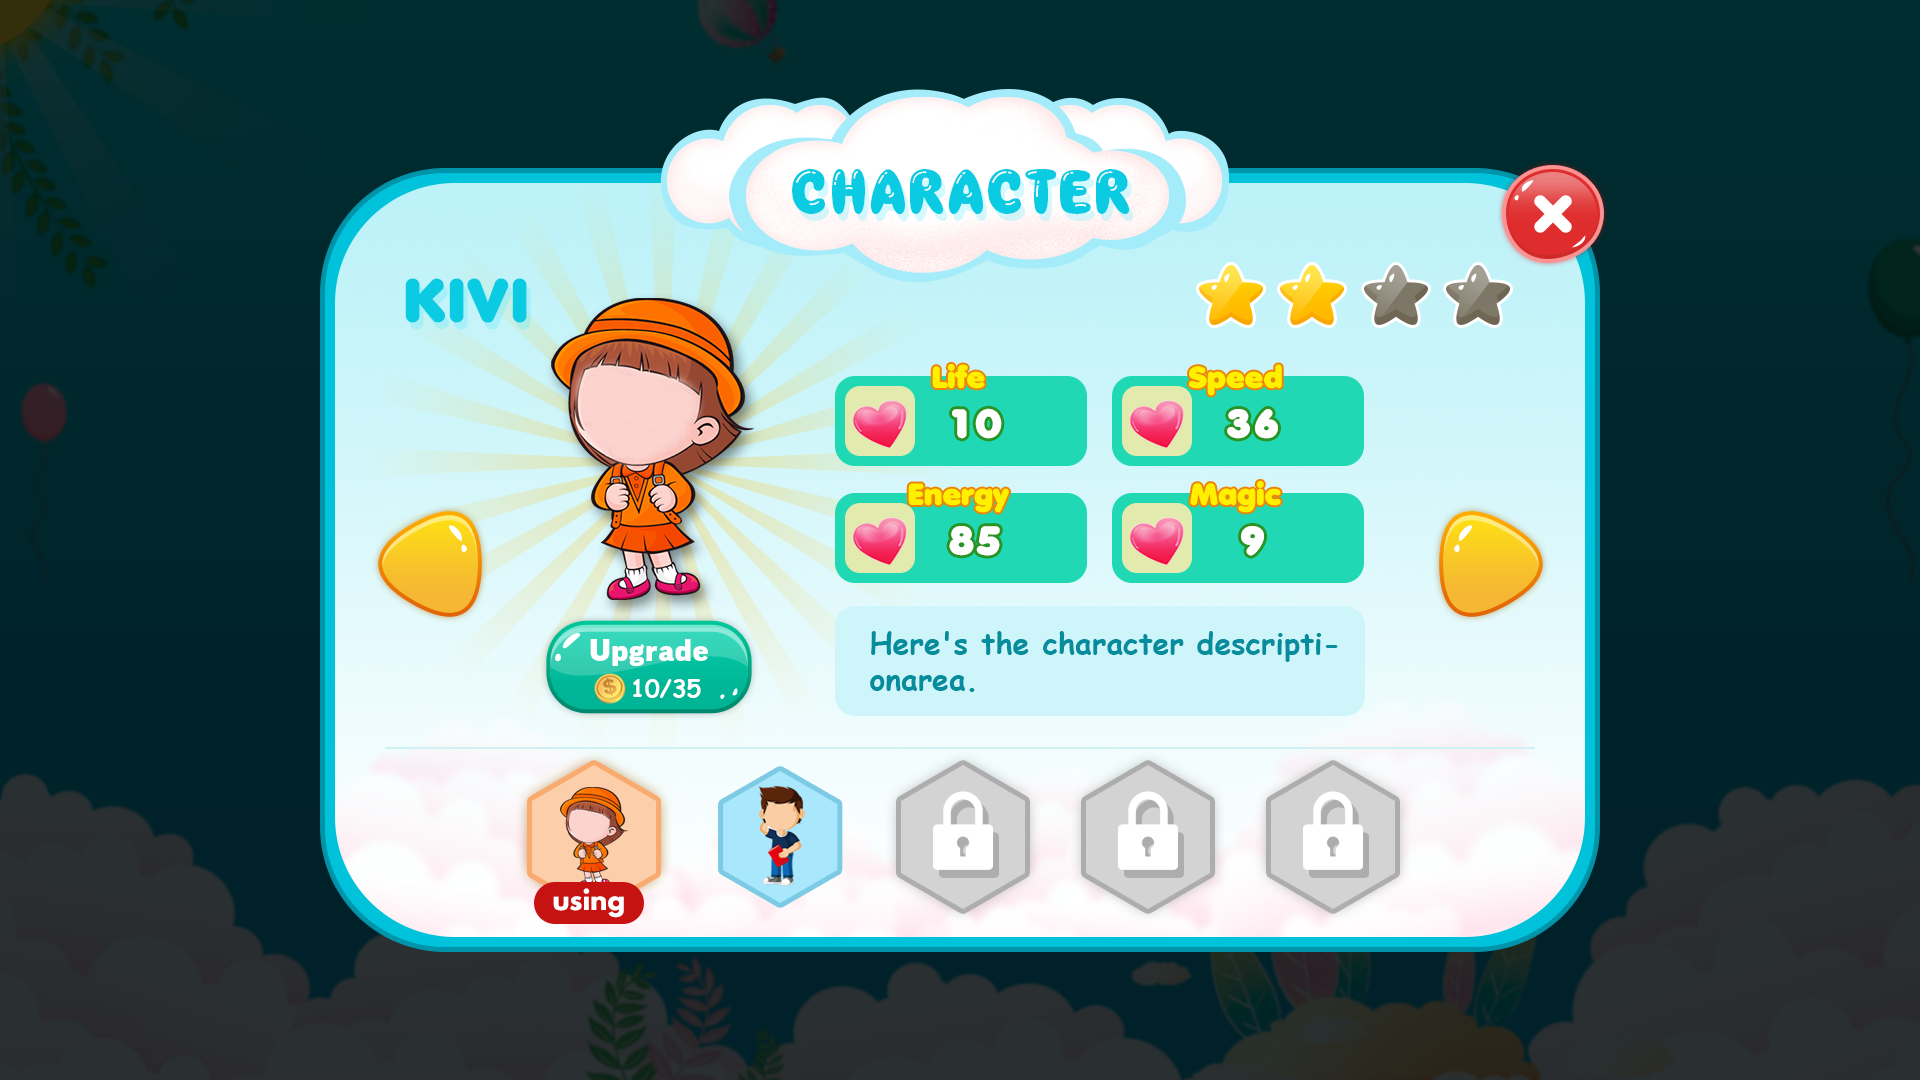 CHARACTER
KIVI
Life
10
Speed
36
Energy
85
Magic
9
Here's the character descripti-
onarea.
Upgrade
$ 10/35
using